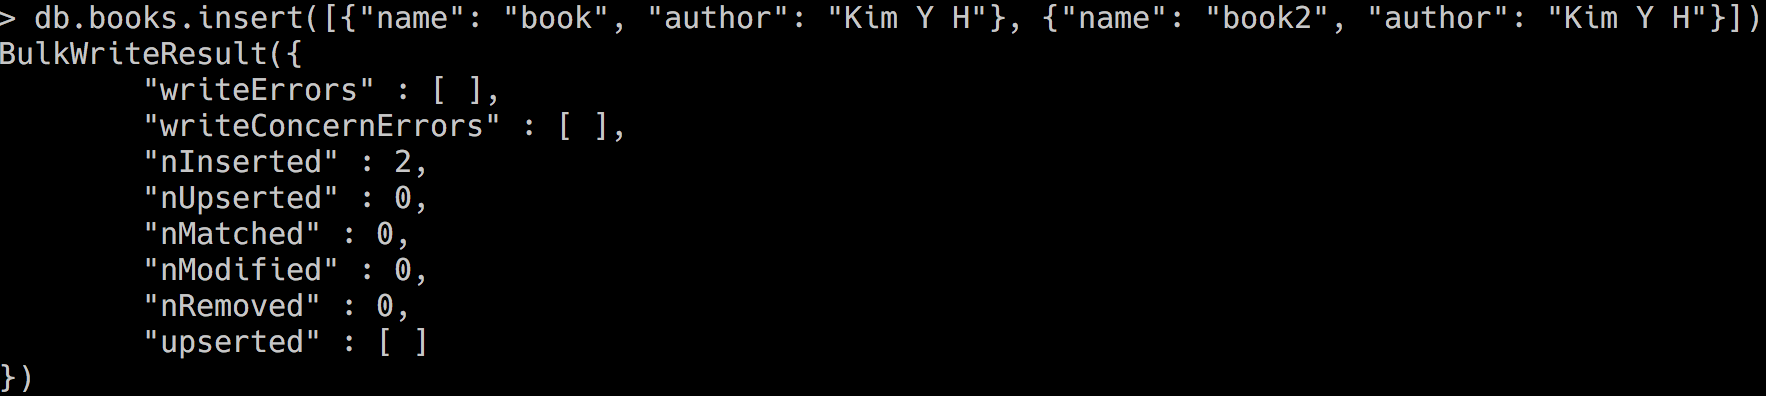 > db.books.insert([{"name": "book", "author": "Kim Y H"}, {"name": "book2", "author": "Kim Y H"}])
BulkWriteResult({
        "writeErrors" : [ ],
        "writeConcernErrors" : [ ],
        "nInserted" : 2,
        "nUpserted" : 0,
        "nMatched" : 0,
        "nModified" : 0,
        "nRemoved" : 0,
        "upserted" : [ ]
})